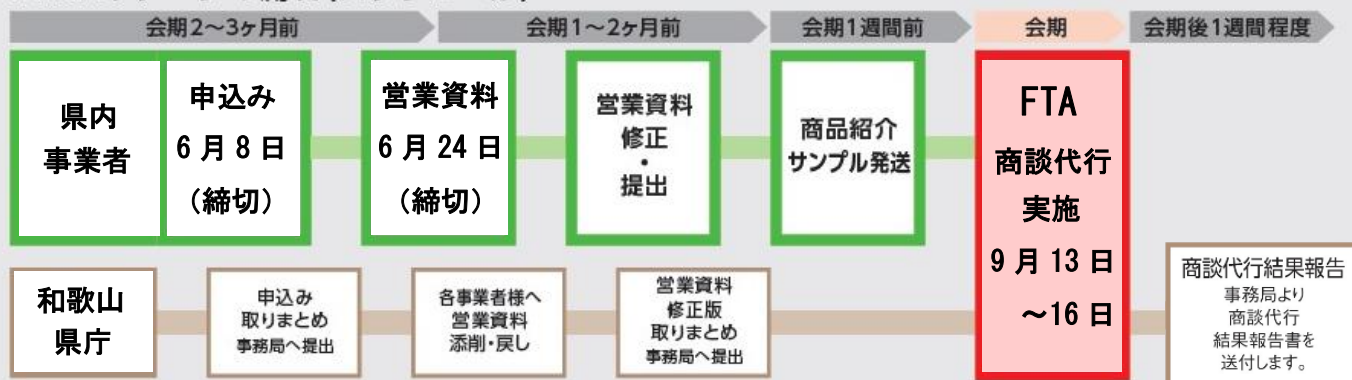 会期2～3ヶ月前
会期1～2ヶ月前
会期1週間前
会期
会期後1週間程度
県内
事業者
申込み
6月8日
（締切）
営業資料
6月24日
（締切）
営業資料
修正
・
提出
商品紹介
サンプル発送
FTA
商談代行
実施
9月13日
～16日
和歌山
県庁
申込み
取りまとめ
事務局へ提出
各事業者様へ
営業資料
添削・戻し
営業資料
修正版
取りまとめ
事務局へ提出
商談代行結果報告
事務局より
商談代行
結果報告書を
送付します。